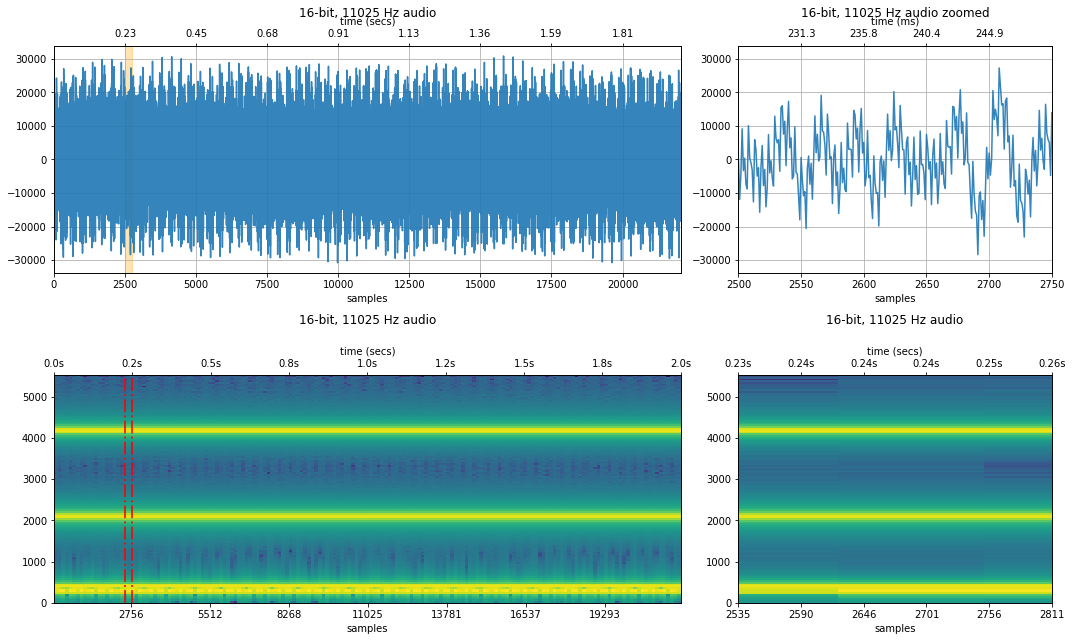 16-bit, 11025 Hz audio
time (secs)
0.23 0.45 0.68 0.91 1.13 1.36 1.59 1.81
30000
20000
10000
0
−10000
−20000
−30000
0 2500 5000 7500 10000 12500 15000 17500 20000
samples
16-bit, 11025 Hz audio zoomed
time (ms)
231.3 235.8 240.4 244.9
30000
20000
10000
0
−10000
−20000
−30000
2500 2550 2600 2650 2700 2750
samples
16-bit, 11025 Hz audio
time (secs)
0.0s 0.2s 0.5s 0.8s 1.0s 1.2s 1.5s 1.8s 2.0s
5000
4000
3000
2000
1000
0
2756 5512 8268 11025 13781 16537 19293
samples
16-bit, 11025 Hz audio
time (secs)
0.23s 0.24s 0.24s 0.24s 0.25s 0.26s
5000
4000
3000
2000
1000
0
2535 2590 2646 2701 2756 2811
samples